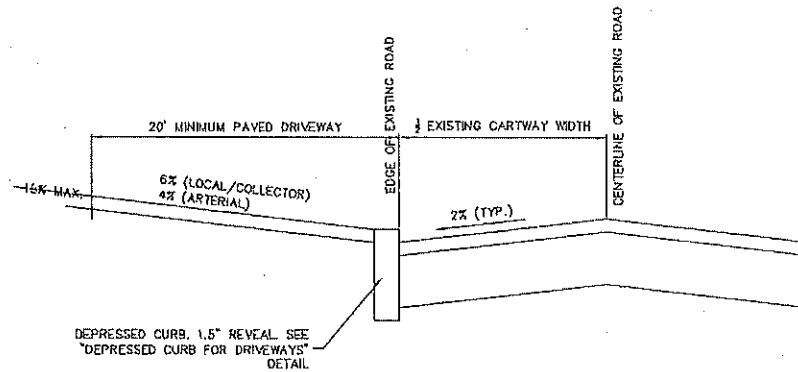 EDGE OF EXISTING ROAD
CENTERLINE OF EXISTING ROAD
20' MINIMUM PAVED DRIVEWAY
½ EXISTING CARTWAY WIDTH
MAX.
6% (LOCAL/COLLECTOR)
4% (ARTERIAL)
2% (TYP.)
DEPRESSED CURB, 1.5" REVEAL. SEE
"DEPRESSED CURB FOR DRIVEWAYS"
DETAIL